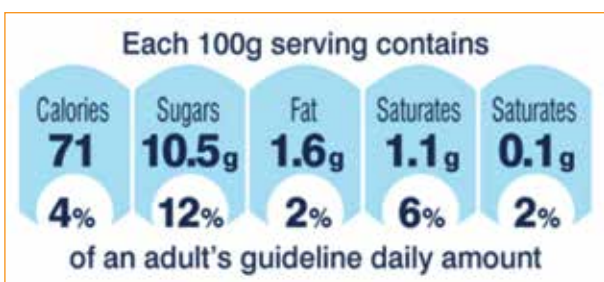 Each 100g serving contains
Calories Sugars Fat Saturates Saturates
71 10.5g 1.6g 1.1g 0.1g
4% 12% 2% 6% 2%
of an adult's guideline daily amount